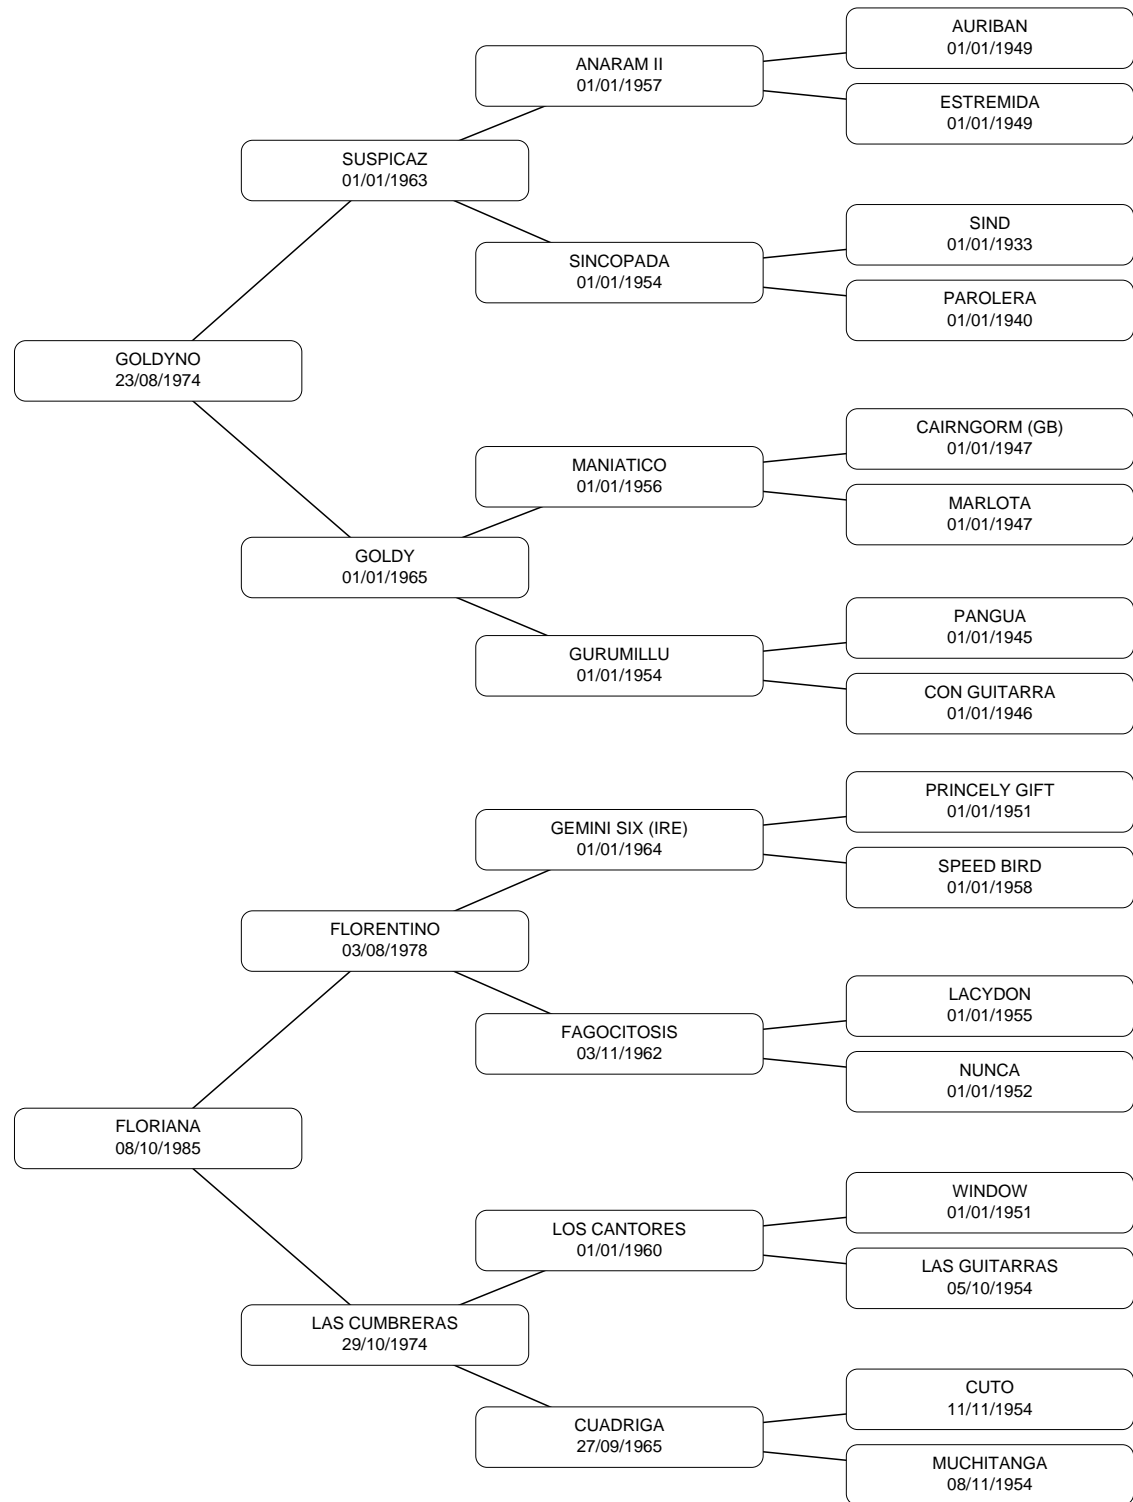 AURIBAN
01/01/1949
ANARAM II
01/01/1957
ESTREMIDA
01/01/1949
SUSPICAZ
01/01/1963
SIND
01/01/1933
SINCOPADA
01/01/1954
PAROLERA
01/01/1940
GOLDYNO
23/08/1974
CAIRNGORM (GB)
01/01/1947
MANIATICO
01/01/1956
MARLOTA
01/01/1947
GOLDY
01/01/1965
PANGUA
01/01/1945
GURUMILLU
01/01/1954
CON GUITARRA
01/01/1946
PRINCELY GIFT
01/01/1951
GEMINI SIX (IRE)
01/01/1964
SPEED BIRD
01/01/1958
FLORENTINO
03/08/1978
LACYDON
01/01/1955
FAGOCITOSIS
03/11/1962
NUNCA
01/01/1952
FLORIANA
08/10/1985
WINDOW
01/01/1951
LOS CANTORES
01/01/1960
LAS GUITARRAS
05/10/1954
LAS CUMBRERAS
29/10/1974
CUTO
11/11/1954
CUADRIGA
27/09/1965
MUCHITANGA
08/11/1954